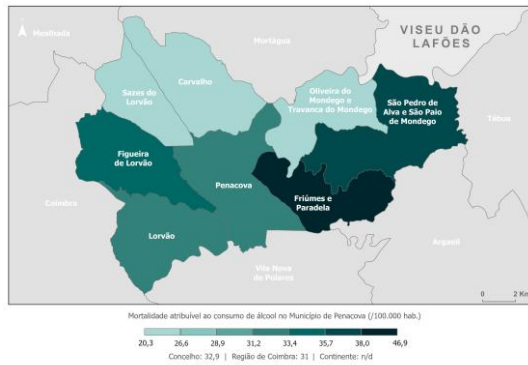 N
Mealhada
Mortágua
VISEU DÃO
LAFÕES
Carvalho
Sazes do
Lorvão
Oliveira do
Mondego e
Travanca do Mondego
São Pedro de
Alva e São Paio
de Mondego
Tábua
Figueira
de Lorvão
Penacova
Friúmes e
Paradela
Coimbra
Lorvão
Arganil
Vila Nova
de Poiares
0 2 Km
Mortalidade atribuível ao consumo de álcool no Município de Penacova (/100.000 hab.)
20,3 26,6 28,9 31,2 33,4 35,7 38,0 46,9
Concelho: 32,9 | Região de Coimbra: 31 | Continente: n/d